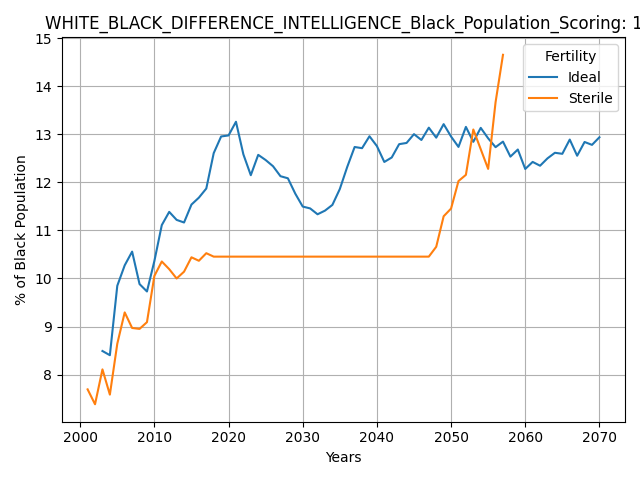 WHITE_BLACK_DIFFERENCE_INTELLIGENCE_Black_Population_Scoring: 1
Fertility
Ideal
Sterile
% of Black Population
15
14
13
12
11
10
9
8
2000 2010 2020 2030 2040 2050 2060 2070
Years